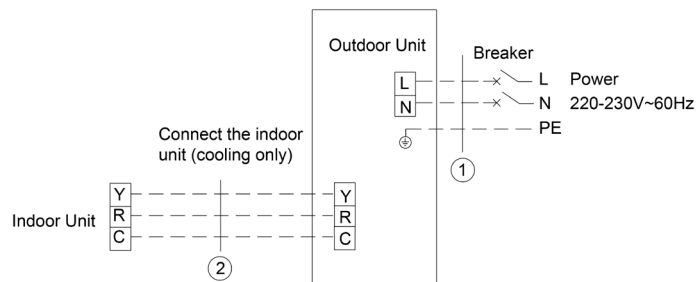 Outdoor Unit
Breaker
L L Power
N N 220-230V~60Hz
PE
Connect the indoor
unit (cooling only)
1
Y Y
Indoor Unit R R
C C
2